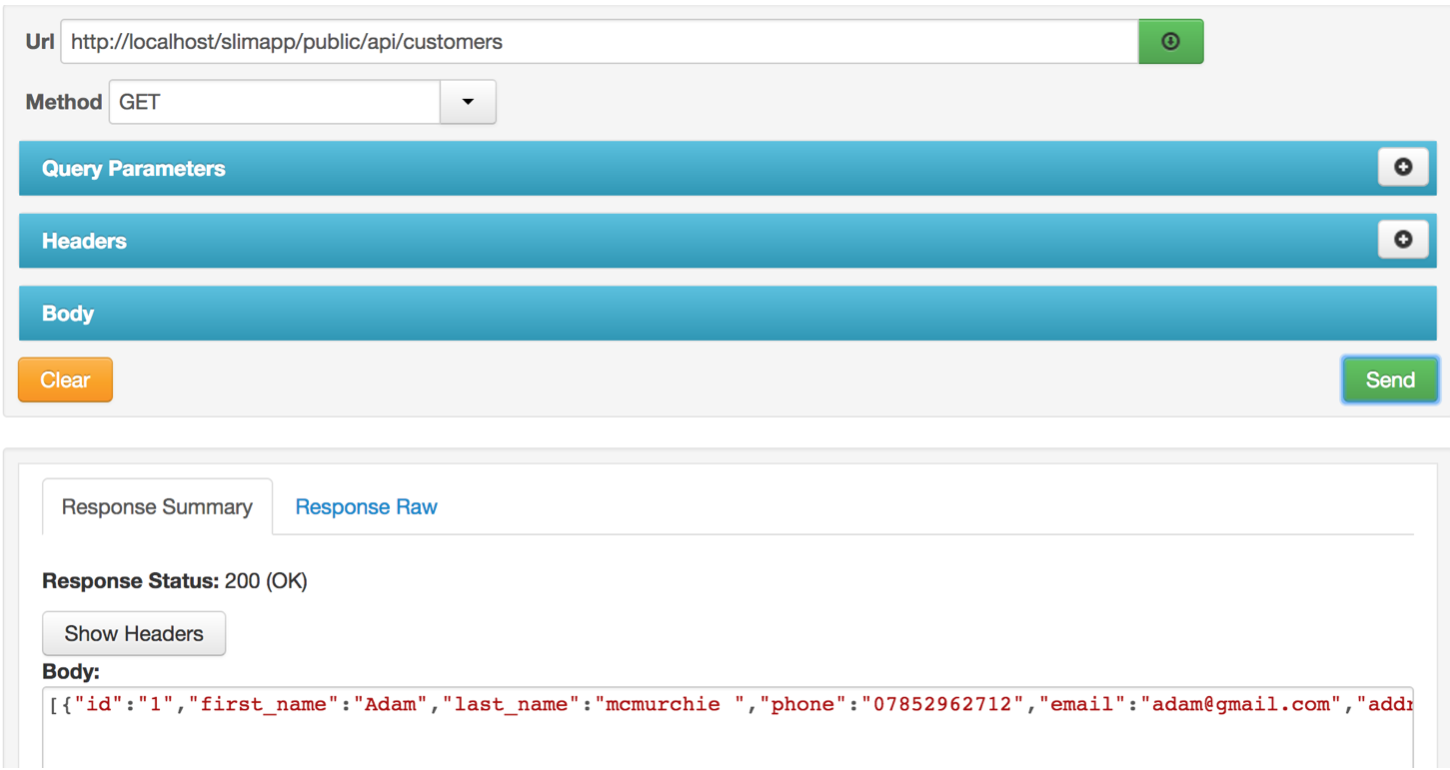 Url http://localhost/slimapp/public/api/customers
Method GET
Query Parameters
Headers
Body
Clear Send
Response Summary Response Raw
Response Status: 200 (OK)
Show Headers
Body:
[{"id":"1","first_name":"Adam","last_name":"mcmurchie ","phone":"07852962712","email":"adam@gmail.com","addr